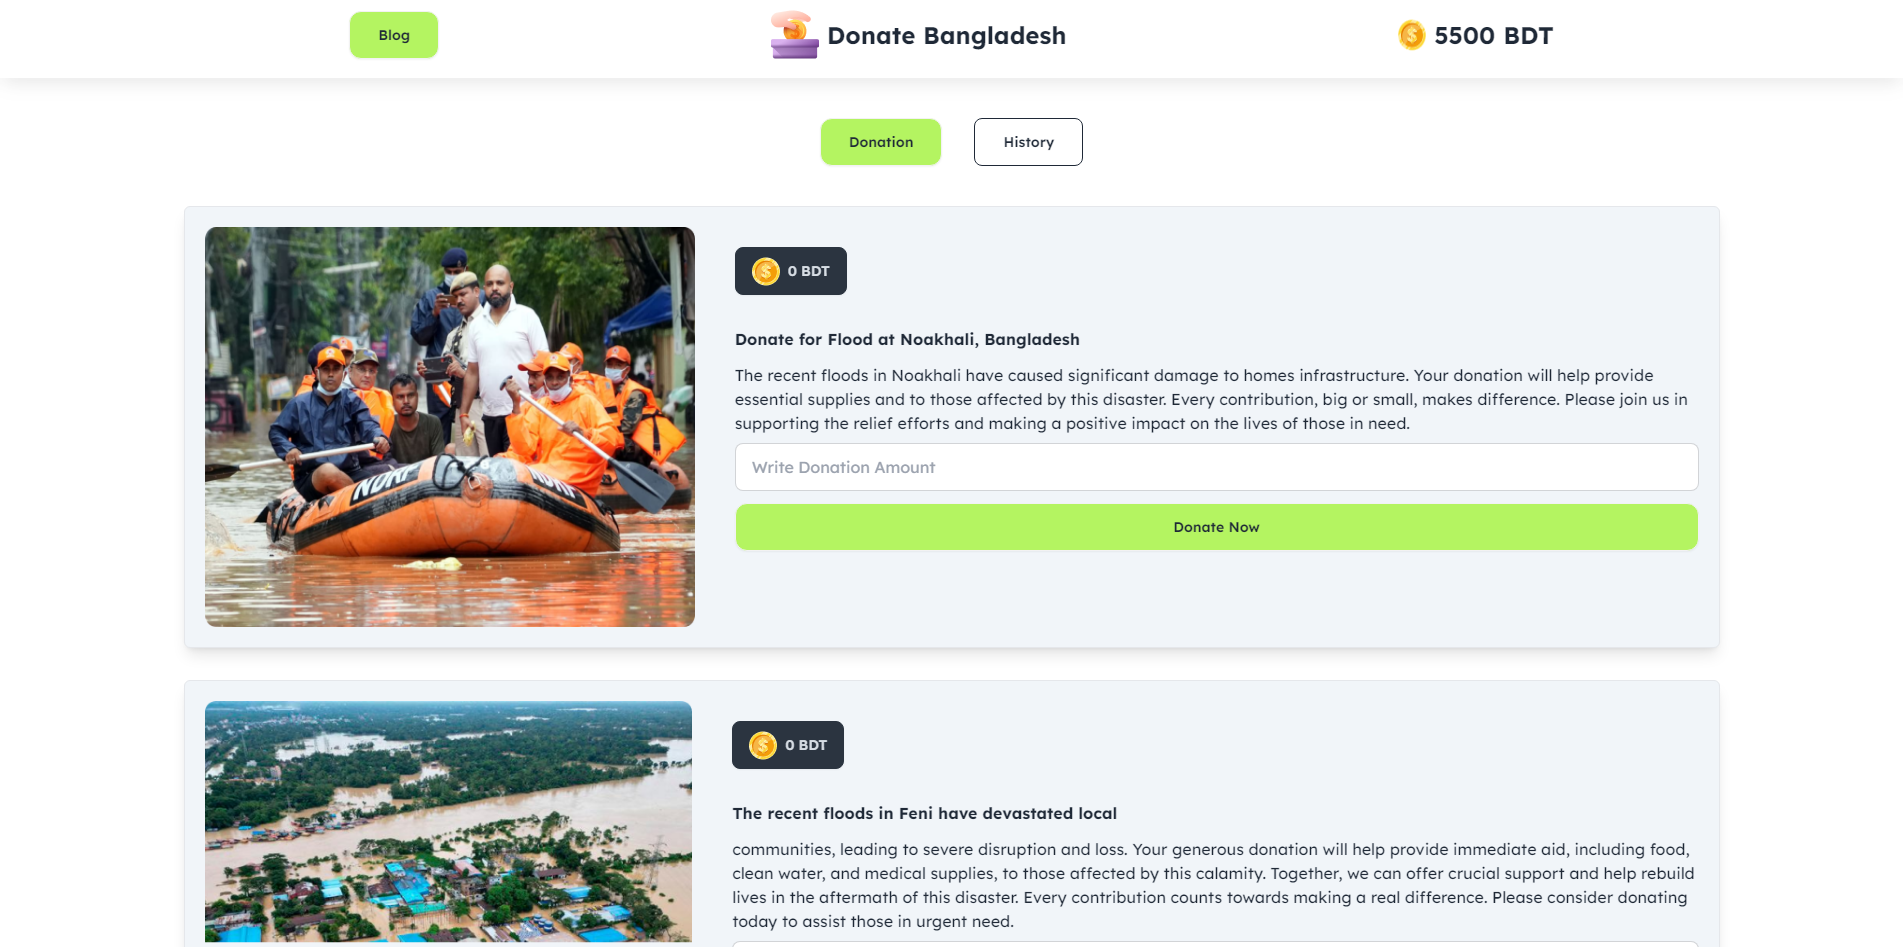 Blog
Donate Bangladesh
5500 BDT
Donation
History
0 BDT
Donate for Flood at Noakhali, Bangladesh
The recent floods in Noakhali have caused significant damage to homes infrastructure. Your donation will help provide
essential supplies and to those affected by this disaster. Every contribution, big or small, makes difference. Please join us in
supporting the relief efforts and making a positive impact on the lives of those in need.
Write Donation Amount
Donate Now
NDRF
NDRF
0 BDT
The recent floods in Feni have devastated local
communities, leading to severe disruption and loss. Your generous donation will help provide immediate aid, including food,
clean water, and medical supplies, to those affected by this calamity. Together, we can offer crucial support and help rebuild
lives in the aftermath of this disaster. Every contribution counts towards making a real difference. Please consider donating
today to assist those in urgent need.